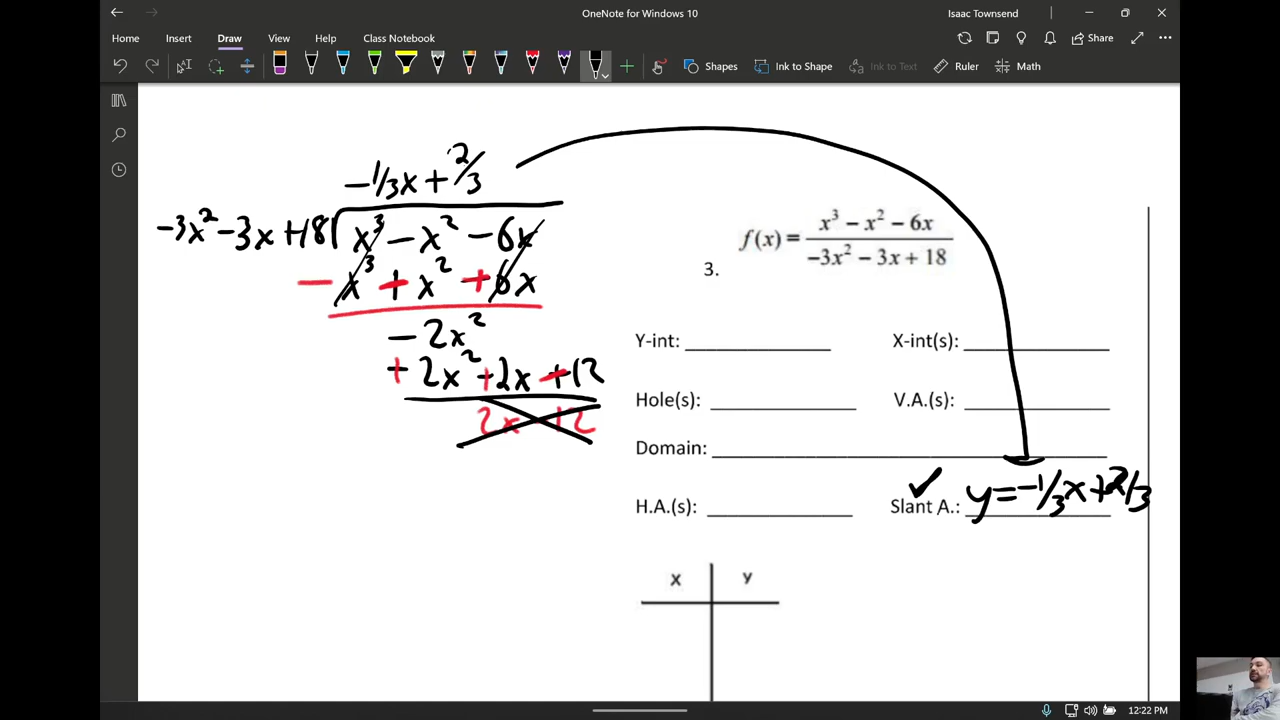 OneNote for Windows 10
Isaac Townsend
Home Insert Draw View Help Class Notebook
Share
Shapes Ink to Shape Ink to Text Ruler Math
-1/3x + 2/3
-3x² - 3x + 18 x³ - x² - 6x
- x³ + x² + 6x
- 2x²
+ 2x² + 2x + 12
2x + 12
f(x) = x³ − x² − 6x / −3x² − 3x + 18
3.
Y-int: X-int(s):
Hole(s): V.A.(s):
Domain:
H.A.(s): ✓ Slant A.: y = -1/3x + 2/3
x y
12:22 PM